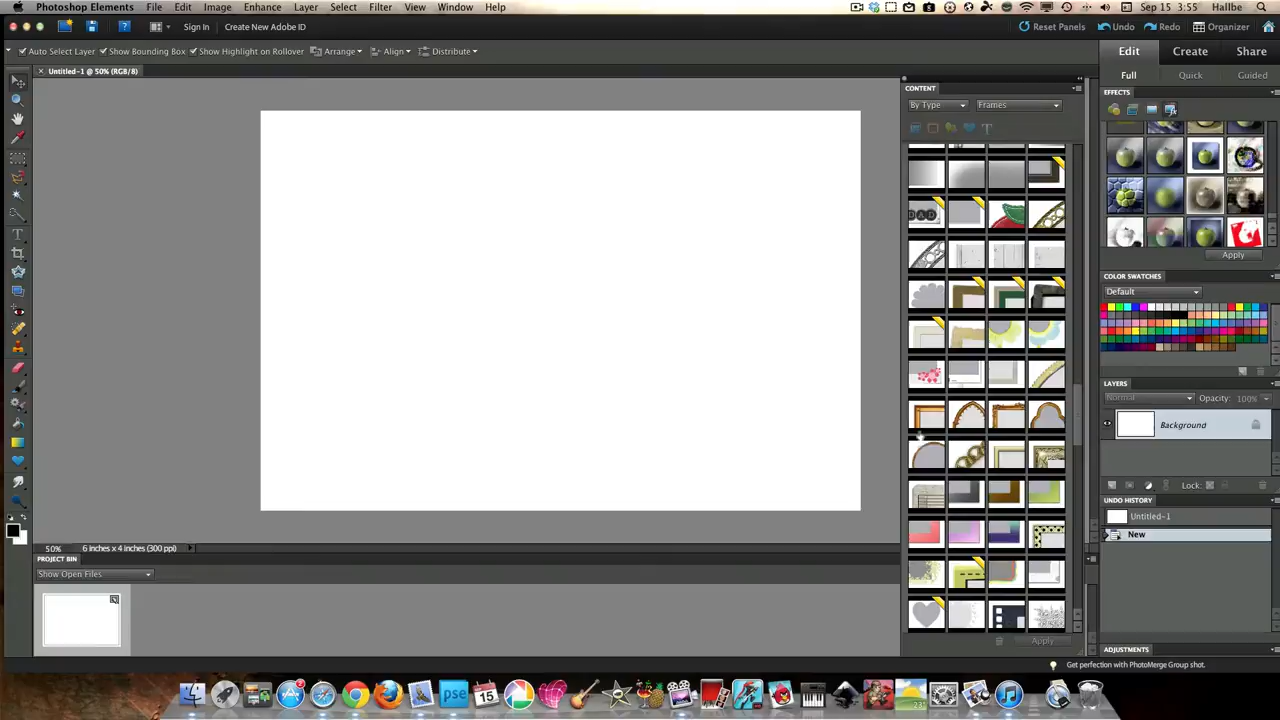 Photoshop Elements File Edit Image Enhance Layer Select Filter View Window Help Sep 15 3:55 Hallbe
Sign In Create New Adobe ID Reset Panels Undo Redo Organizer
Auto Select Layer Show Bounding Box Show Highlight on Rollover Arrange Align Distribute Edit Create Share
Untitled-1 @ 50% (RGB/8) Full Quick Guided
CONTENT EFFECTS
By Type Frames
DAD
Apply
COLOR SWATCHES
Default
LAYERS
Normal Opacity: 100%
Background
Lock:
UNDO HISTORY
Untitled-1
New
50% 6 inches x 4 inches (300 ppi)
PROJECT BIN
Show Open Files
Apply
ADJUSTMENTS
Get perfection with PhotoMerge Group shot.
pse 15 23°